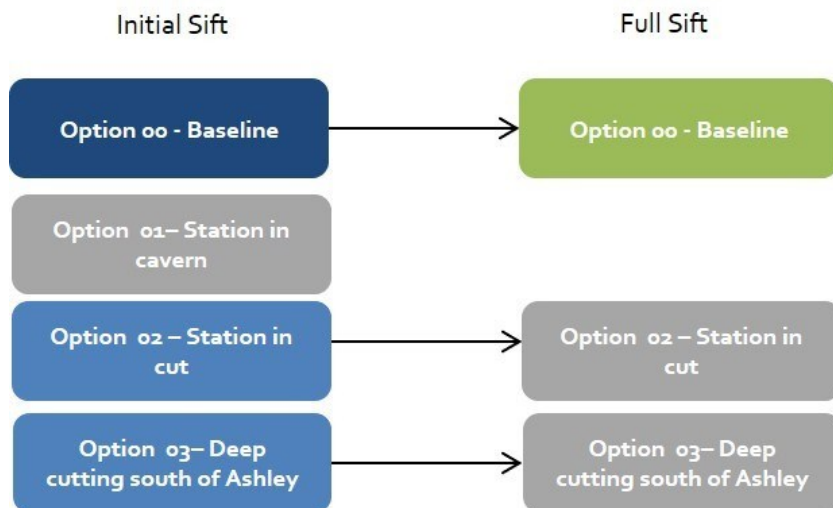 Initial Sift
Full Sift
Option 00 - Baseline
Option 00 - Baseline
Option  01– Station in
cavern
Option  02 – Station in
cut
Option  02 – Station in
cut
Option  03– Deep
cutting south of Ashley
Option  03– Deep
cutting south of Ashley